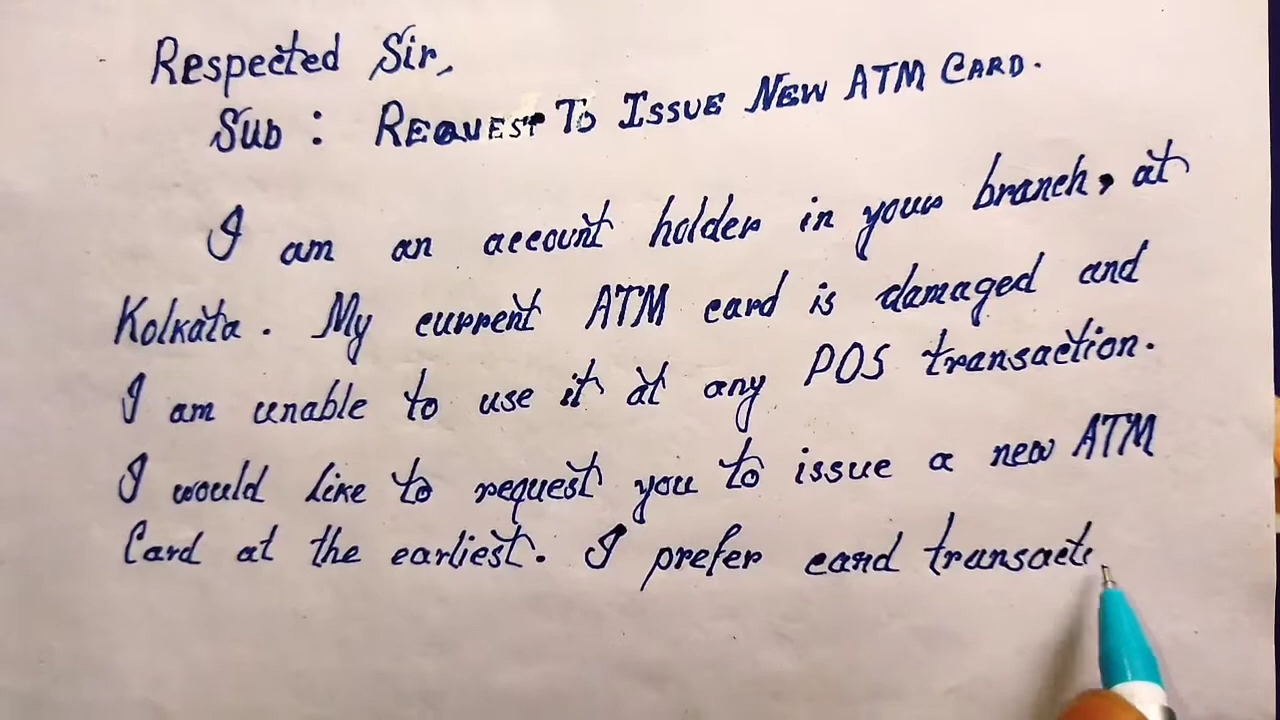 Respected Sir,
Sub : REQUEST TO ISSUE NEW ATM CARD.
I am an account holder in your branch, at
Kolkata. My current ATM card is damaged and
I am unable to use it at any POS transaction.
I would like to request you to issue a new ATM
Card at the earliest. I prefer card transacti